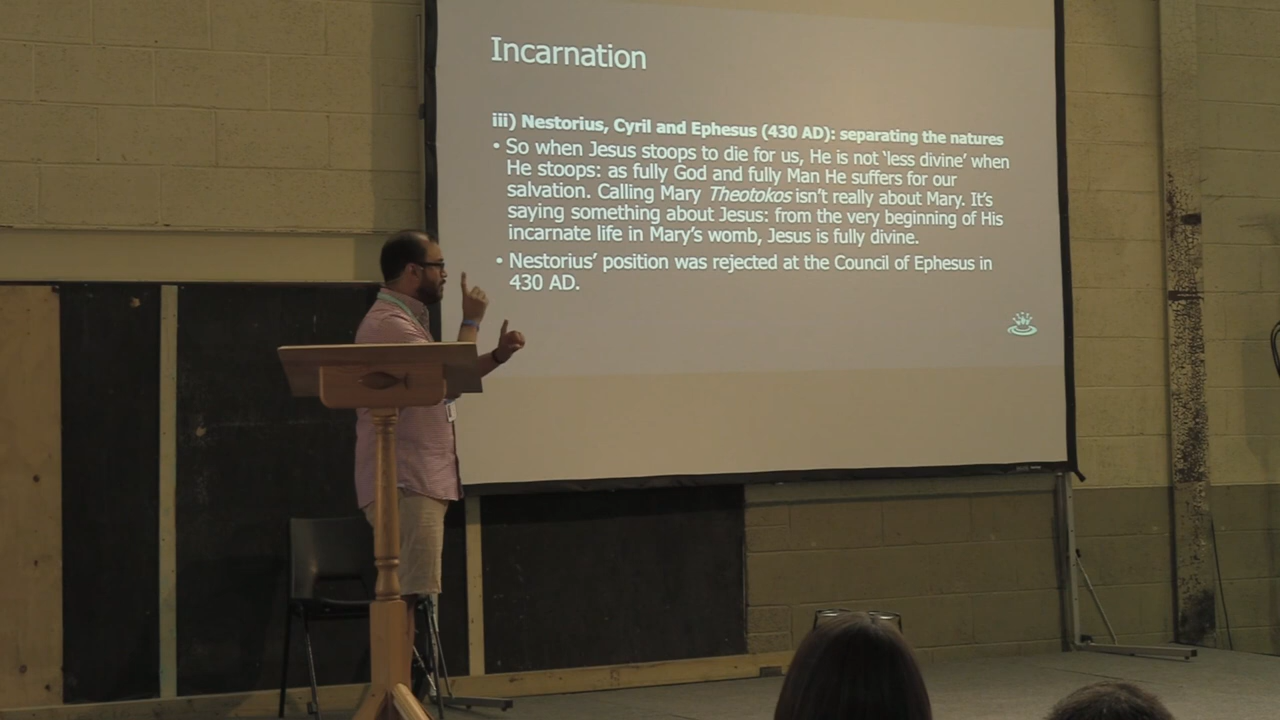 Incarnation
iii) Nestorius, Cyril and Ephesus (430 AD): separating the natures
• So when Jesus stoops to die for us, He is not ‘less divine’ when
He stoops: as fully God and fully Man He suffers for our
salvation. Calling Mary Theotokos isn’t really about Mary. It’s
saying something about Jesus: from the very beginning of His
incarnate life in Mary’s womb, Jesus is fully divine.
• Nestorius’ position was rejected at the Council of Ephesus in
430 AD.